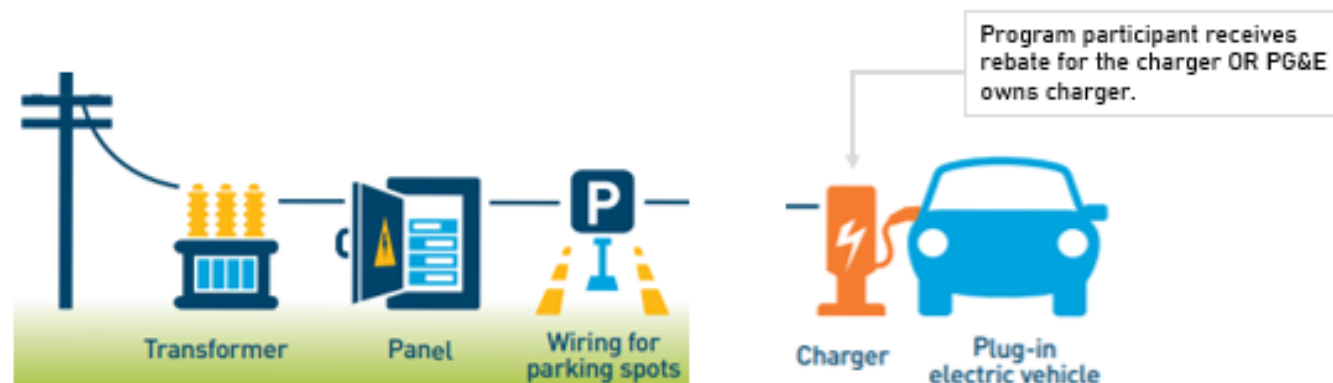 Program participant receives
rebate for the charger OR PG&E
owns charger.
P
Transformer
Panel
Wiring for
parking spots
Charger
Plug-in
electric vehicle